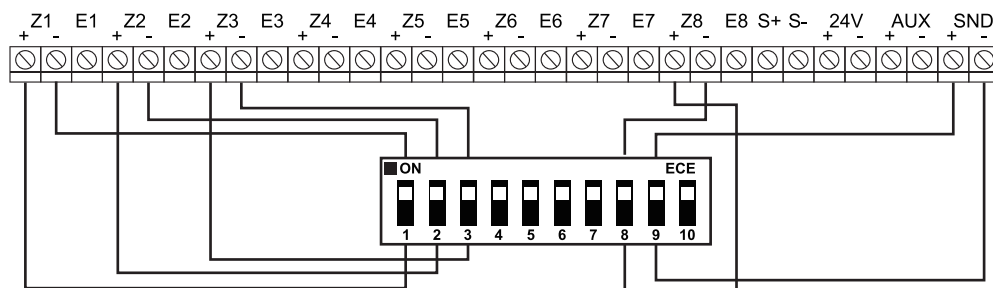 Z1 E1 Z2 E2 Z3 E3 Z4 E4 Z5 E5 Z6 E6 Z7 E7 Z8 E8 S+ S- 24V AUX SND
+ - + - + - + - + - + - + - + - + - + - + -
ON ECE
1 2 3 4 5 6 7 8 9 10